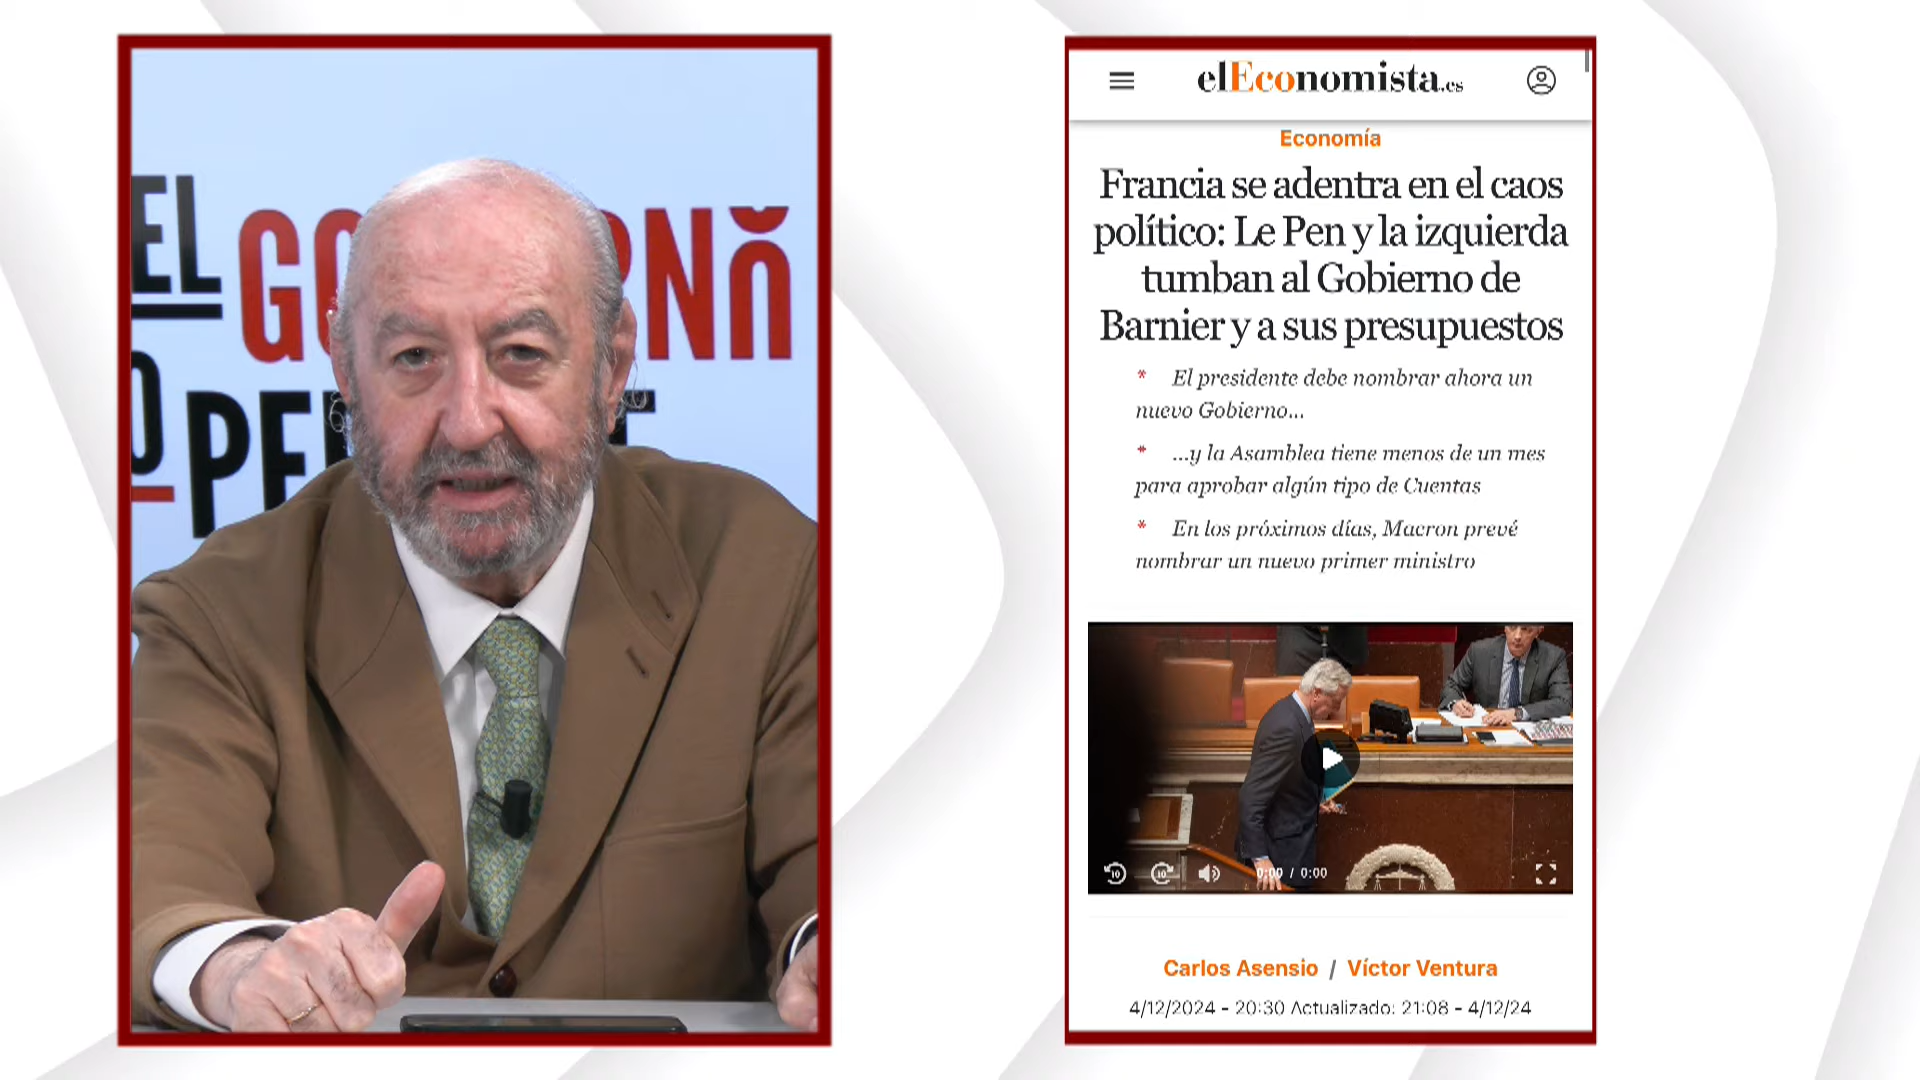 EL
elEconomista.es
Economía
Francia se adentra en el caos
político: Le Pen y la izquierda
tumban al Gobierno de
Barnier y a sus presupuestos
* El presidente debe nombrar ahora un
nuevo Gobierno...
* ...y la Asamblea tiene menos de un mes
para aprobar algún tipo de Cuentas
* En los próximos días, Macron prevé
nombrar un nuevo primer ministro
10 10 0:00 / 0:00
Carlos Asensio / Víctor Ventura
4/12/2024 - 20:30 Actualizado: 21:08 - 4/12/24